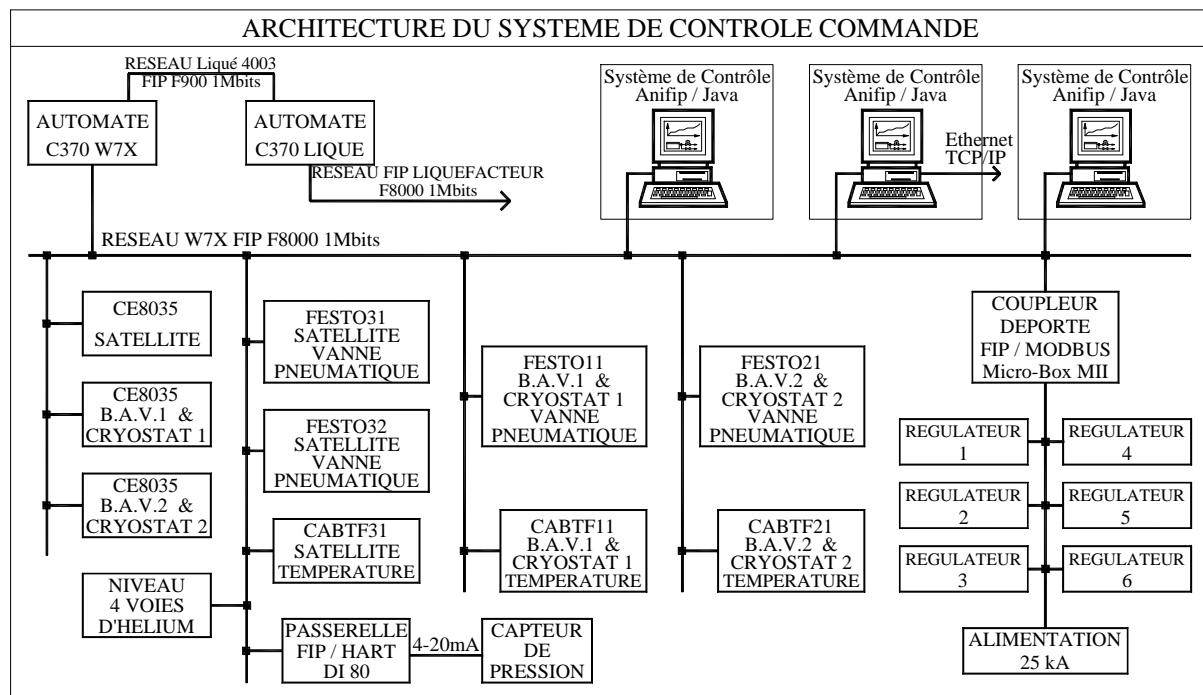 ARCHITECTURE DU SYSTEME DE CONTROLE COMMANDE
RESEAU Liqué 4003
FIP F900 1Mbits
AUTOMATE
C370 W7X
AUTOMATE
C370 LIQUE
RESEAU FIP LIQUEFACTEUR
F8000 1Mbits
Système de Contrôle
Anifip / Java
Système de Contrôle
Anifip / Java
Ethernet
TCP/IP
Système de Contrôle
Anifip / Java
RESEAU W7X FIP F8000 1Mbits
CE8035
SATELLITE
CE8035
B.A.V.1 &
CRYOSTAT 1
CE8035
B.A.V.2 &
CRYOSTAT 2
NIVEAU
4 VOIES
D'HELIUM
FESTO31
SATELLITE
VANNE
PNEUMATIQUE
FESTO32
SATELLITE
VANNE
PNEUMATIQUE
CABTF31
SATELLITE
TEMPERATURE
PASSERELLE
FIP / HART
DI 80
4-20mA
CAPTEUR
DE
PRESSION
FESTO11
B.A.V.1 &
CRYOSTAT 1
VANNE
PNEUMATIQUE
CABTF11
B.A.V.1 &
CRYOSTAT 1
TEMPERATURE
FESTO21
B.A.V.2 &
CRYOSTAT 2
VANNE
PNEUMATIQUE
CABTF21
B.A.V.2 &
CRYOSTAT 2
TEMPERATURE
COUPLEUR
DEPORTE
FIP / MODBUS
Micro-Box MII
REGULATEUR
1
REGULATEUR
4
REGULATEUR
2
REGULATEUR
5
REGULATEUR
3
REGULATEUR
6
ALIMENTATION
25 kA